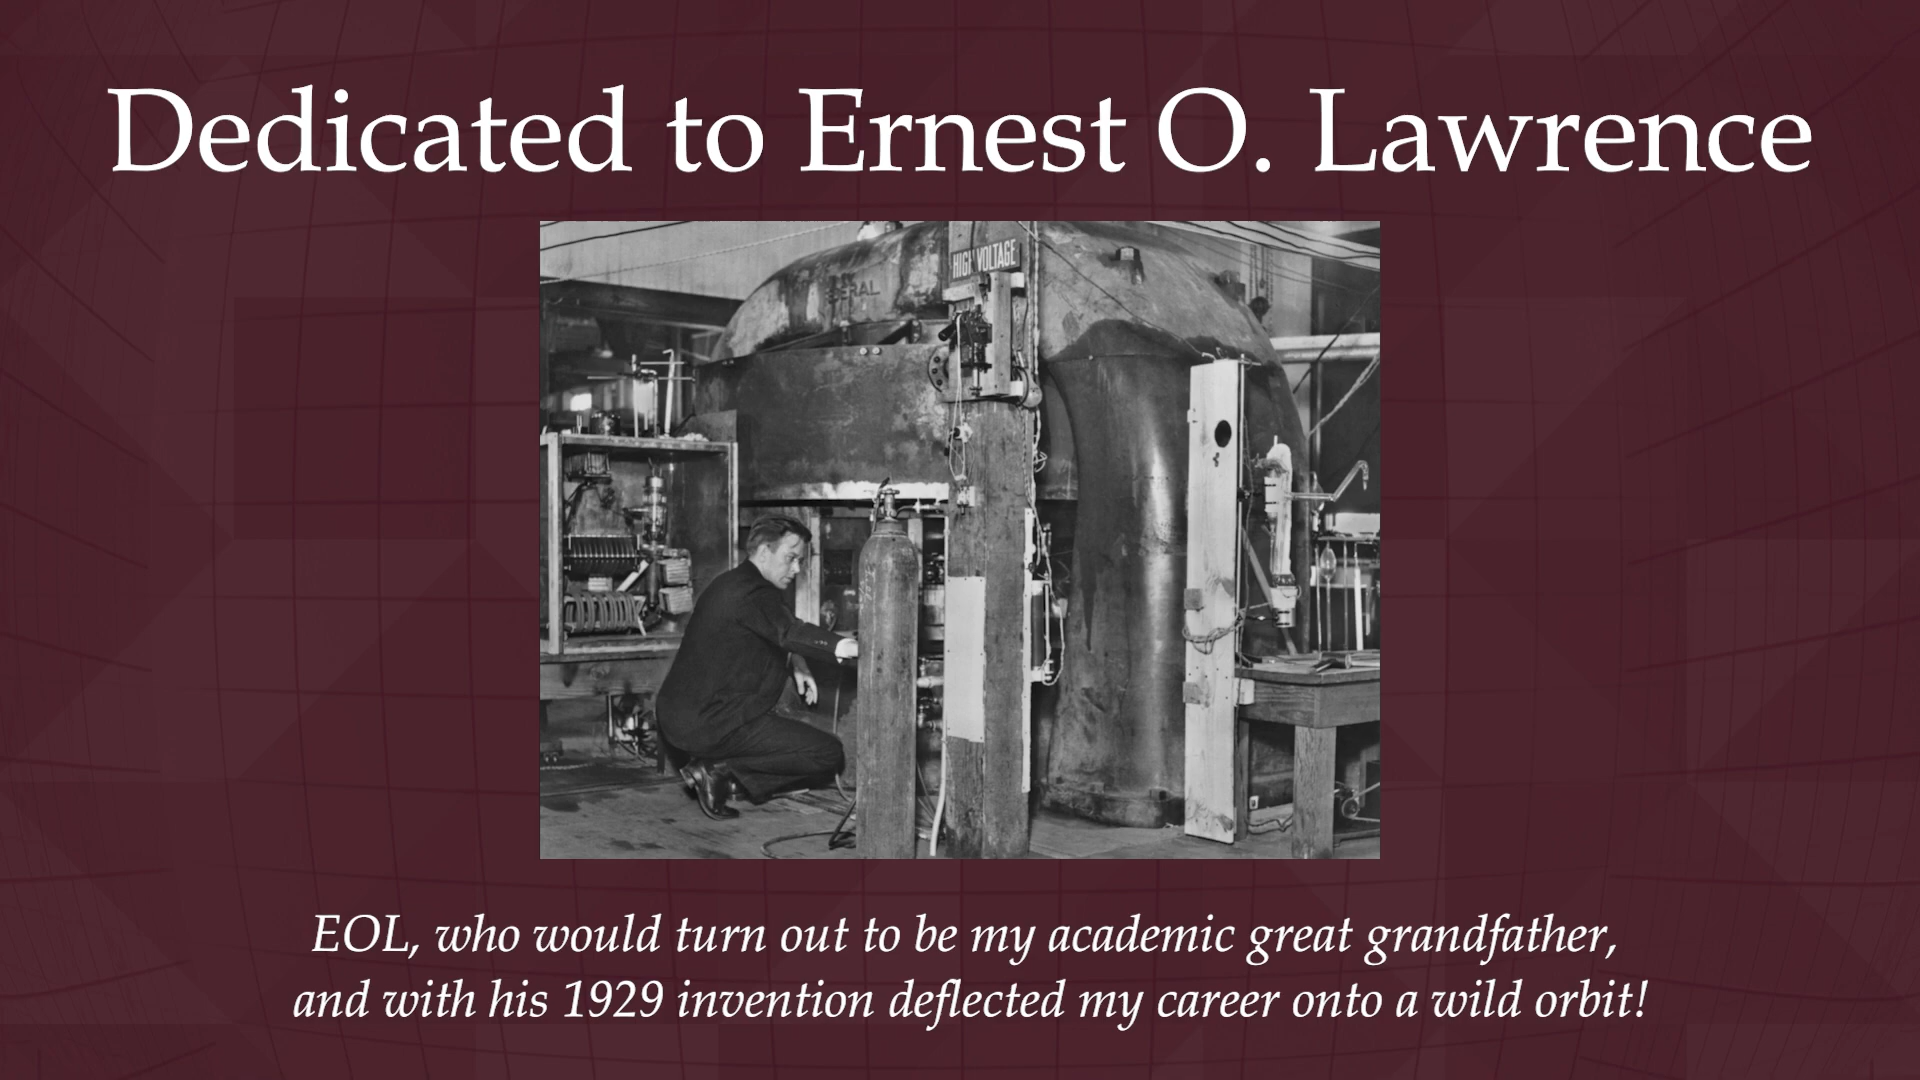 Dedicated to Ernest O. Lawrence
HIGH VOLTAGE
EOL, who would turn out to be my academic great grandfather,
and with his 1929 invention deflected my career onto a wild orbit!